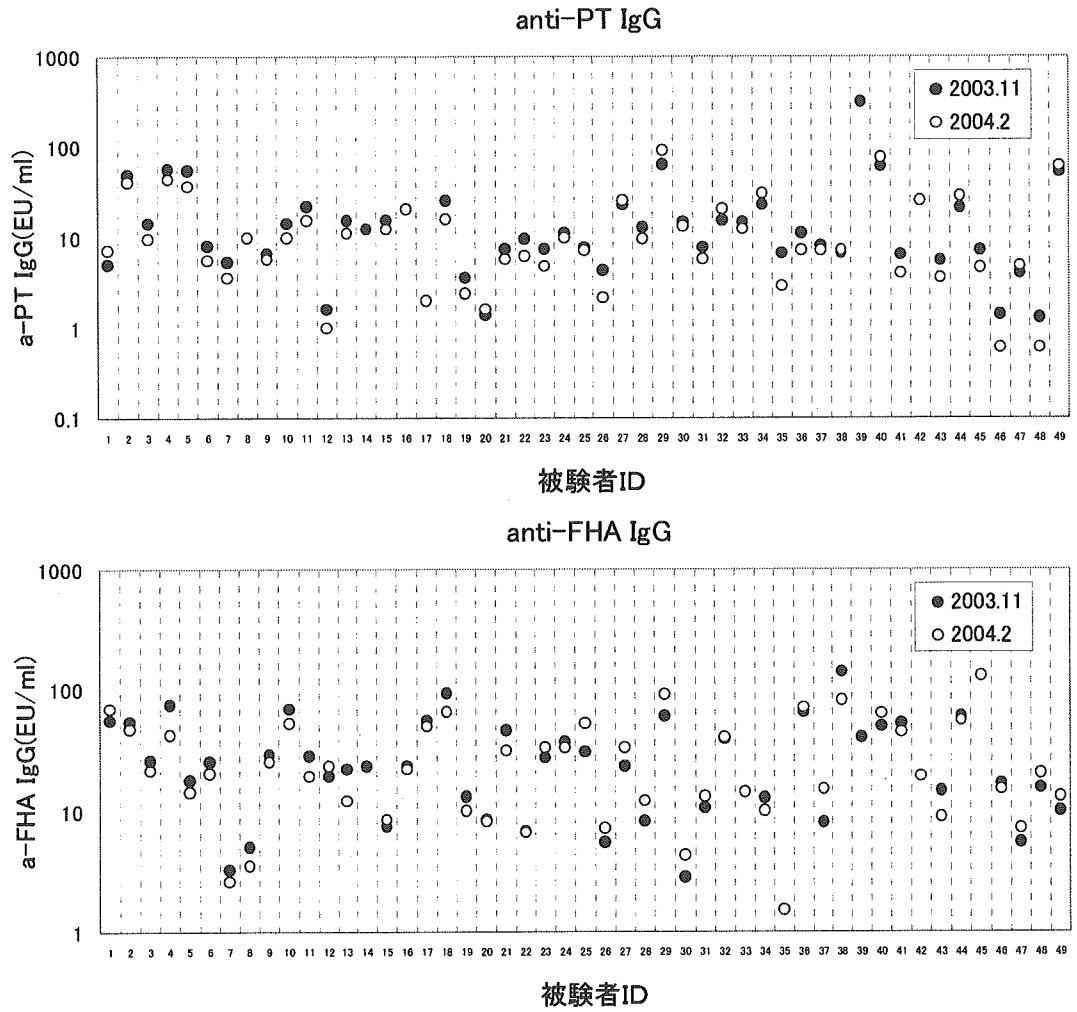 anti-PT IgG
1000
100
10
1
0.1
a-PT IgG(EU/ml)
● 2003.11
○ 2004.2
1 2 3 4 5 6 7 8 9 10 11 12 13 14 15 16 17 18 19 20 21 22 23 24 25 26 27 28 29 30 31 32 33 34 35 36 37 38 39 40 41 42 43 44 45 46 47 48 49
被験者ID
anti-FHA IgG
1000
100
10
1
a-FHA IgG(EU/ml)
● 2003.11
○ 2004.2
1 2 3 4 5 6 7 8 9 10 11 12 13 14 15 16 17 18 19 20 21 22 23 24 25 26 27 28 29 30 31 32 33 34 35 36 37 38 39 40 41 42 43 44 45 46 47 48 49
被験者ID